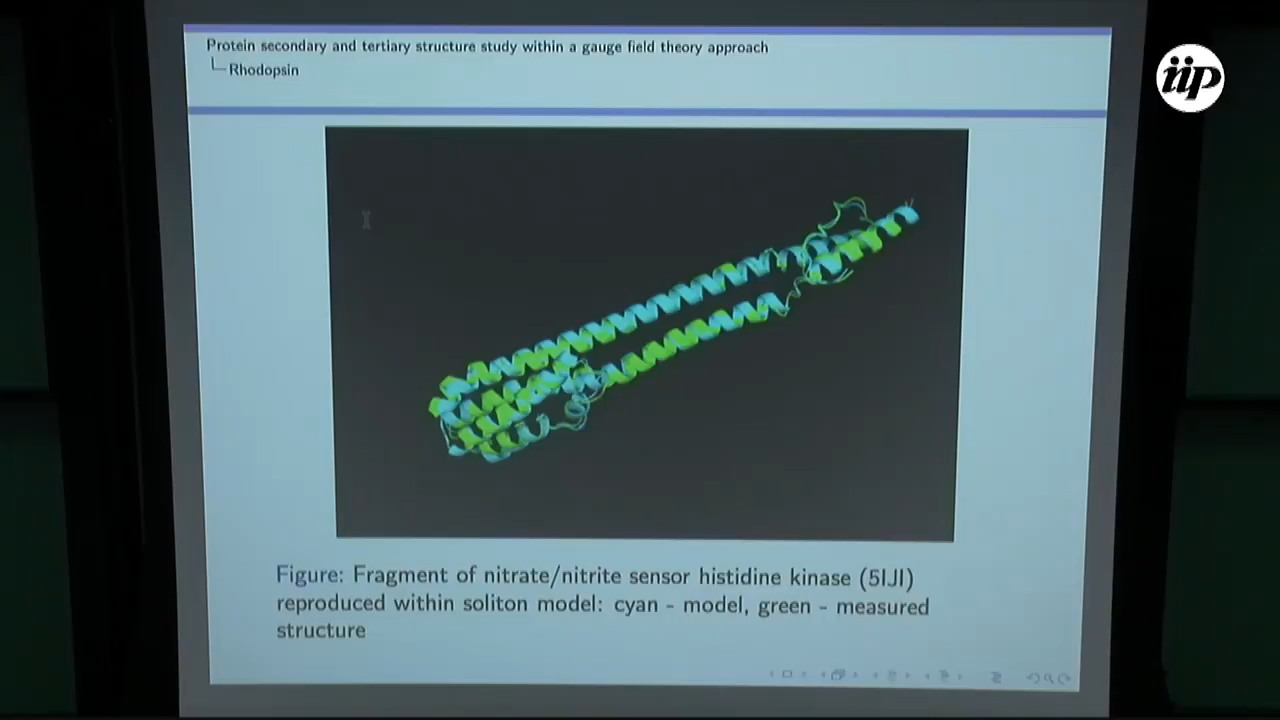 Protein secondary and tertiary structure study within a gauge field theory approach
Rhodopsin
iip
Figure: Fragment of nitrate/nitrite sensor histidine kinase (5IJI)
reproduced within soliton model: cyan - model, green - measured
structure